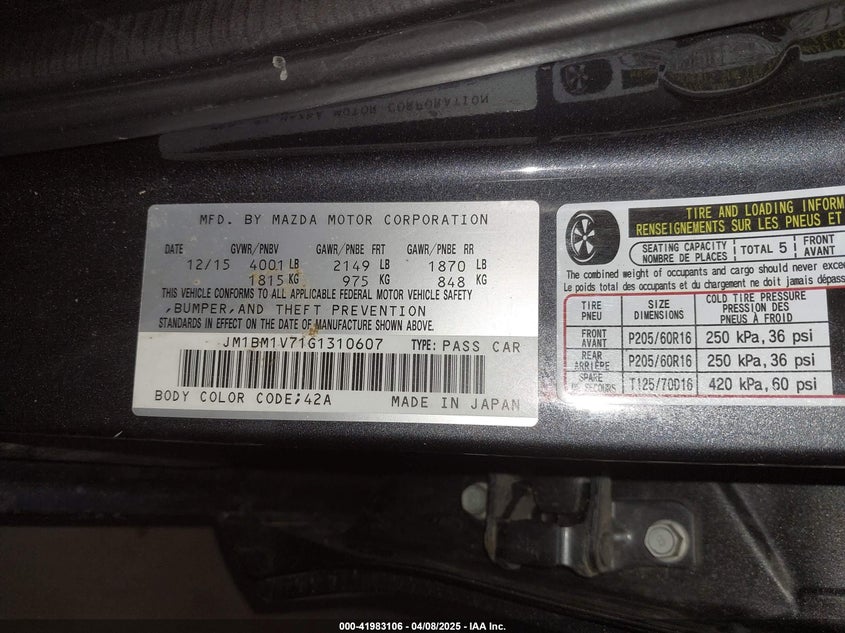 MFD. BY MAZDA MOTOR CORPORATION
DATE GVWR/PNBV GAWR/PNBE FRT GAWR/PNBE RR
12/15 4001 LB 2149 LB 1870 LB
1815 KG 975 KG 848 KG
THIS VEHICLE CONFORMS TO ALL APPLICABLE FEDERAL MOTOR VEHICLE SAFETY
,BUMPER,AND THEFT PREVENTION
STANDARDS IN EFFECT ON THE DATE OF MANUFACTURE SHOWN ABOVE.
JM1BM1V71G1310607 TYPE: PASS CAR
BODY COLOR CODE;42A MADE IN JAPAN
TIRE AND LOADING INFORM
RENSEIGNEMENTS SUR LES PNEUS ET
SEATING CAPACITY
NOMBRE DE PLACES
TOTAL 5
FRONT
AVANT
The combined weight of occupants and cargo should never excee
Le poids total des occupants et du chargement ne doit jamais dépass
TIRE
PNEU
SIZE
DIMENSIONS
COLD TIRE PRESSURE
PRESSION DES
PNEUS À FROID
FRONT
AVANT
P205/60R16 250 kPa, 36 psi
REAR
ARRIÈRE
P205/60R16 250 kPa, 36 psi
SPARE
DE SECOURS
T125/70D16 420 kPa, 60 psi
000-41983106 - 04/08/2025 - IAA Inc.